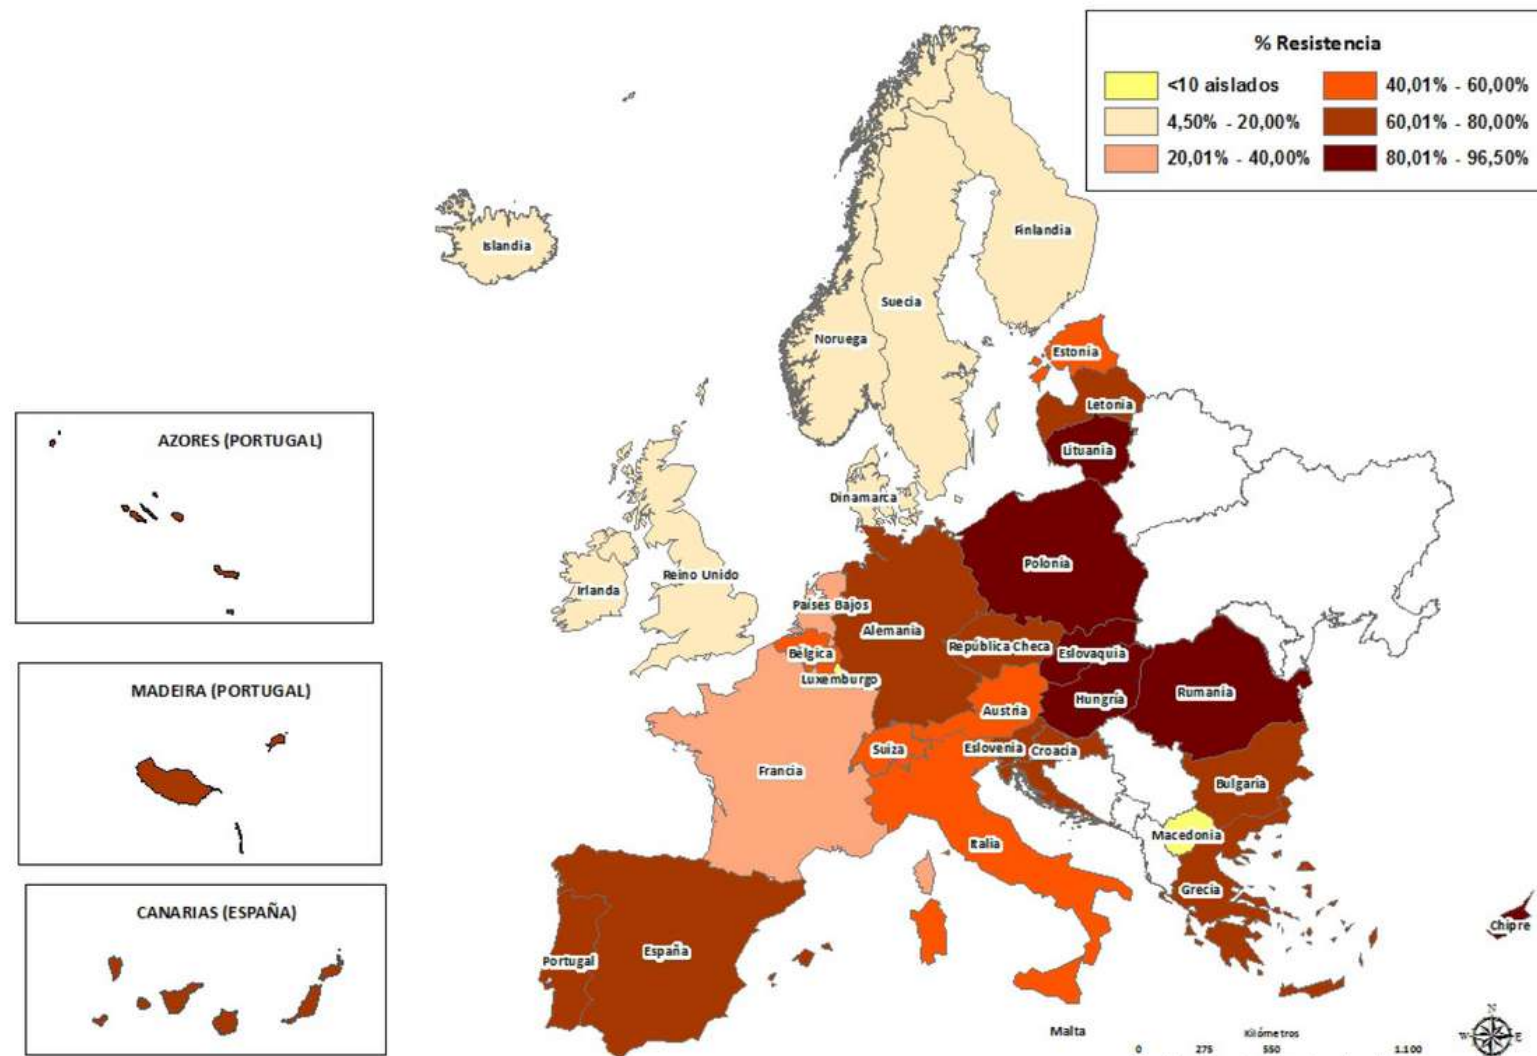 % Resistencia
<10 aislados
40,01% - 60,00%
4,50% - 20,00%
60,01% - 80,00%
20,01% - 40,00%
80,01% - 96,50%
Islandia
Finlandia
Suecia
Noruega
Estonia
Letonia
Lituania
Dinamarca
Reino Unido
Irlanda
Polonia
Países Bajos
Alemania
República Checa
Bélgica
Eslovaquia
Luxemburgo
Hungría
Rumanía
Austria
Suiza
Eslovenia
Croacia
Francia
Bulgaria
Macedonia
Italia
Grecia
Chipre
España
Portugal
Malta
AZORES (PORTUGAL)
MADEIRA (PORTUGAL)
CANARIAS (ESPAÑA)
Kilómetros
0 275 550 1.100
N
W E